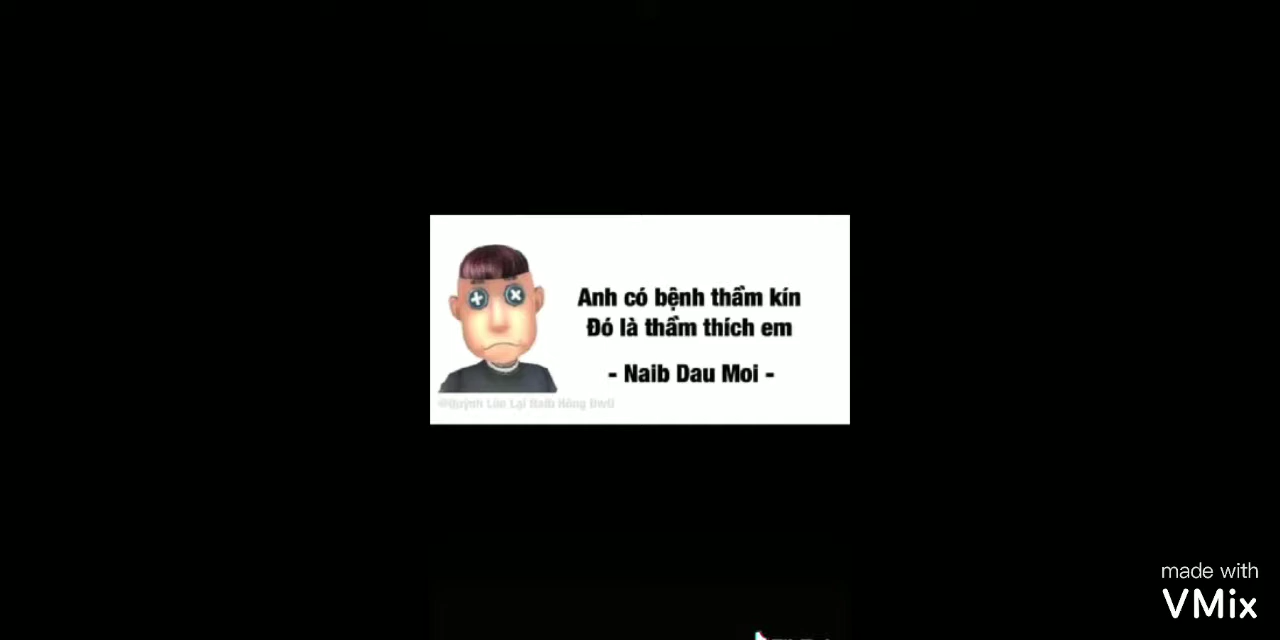 Anh có bệnh thầm kín
Đó là thầm thích em
- Naib Dau Moi -
made with
VMix